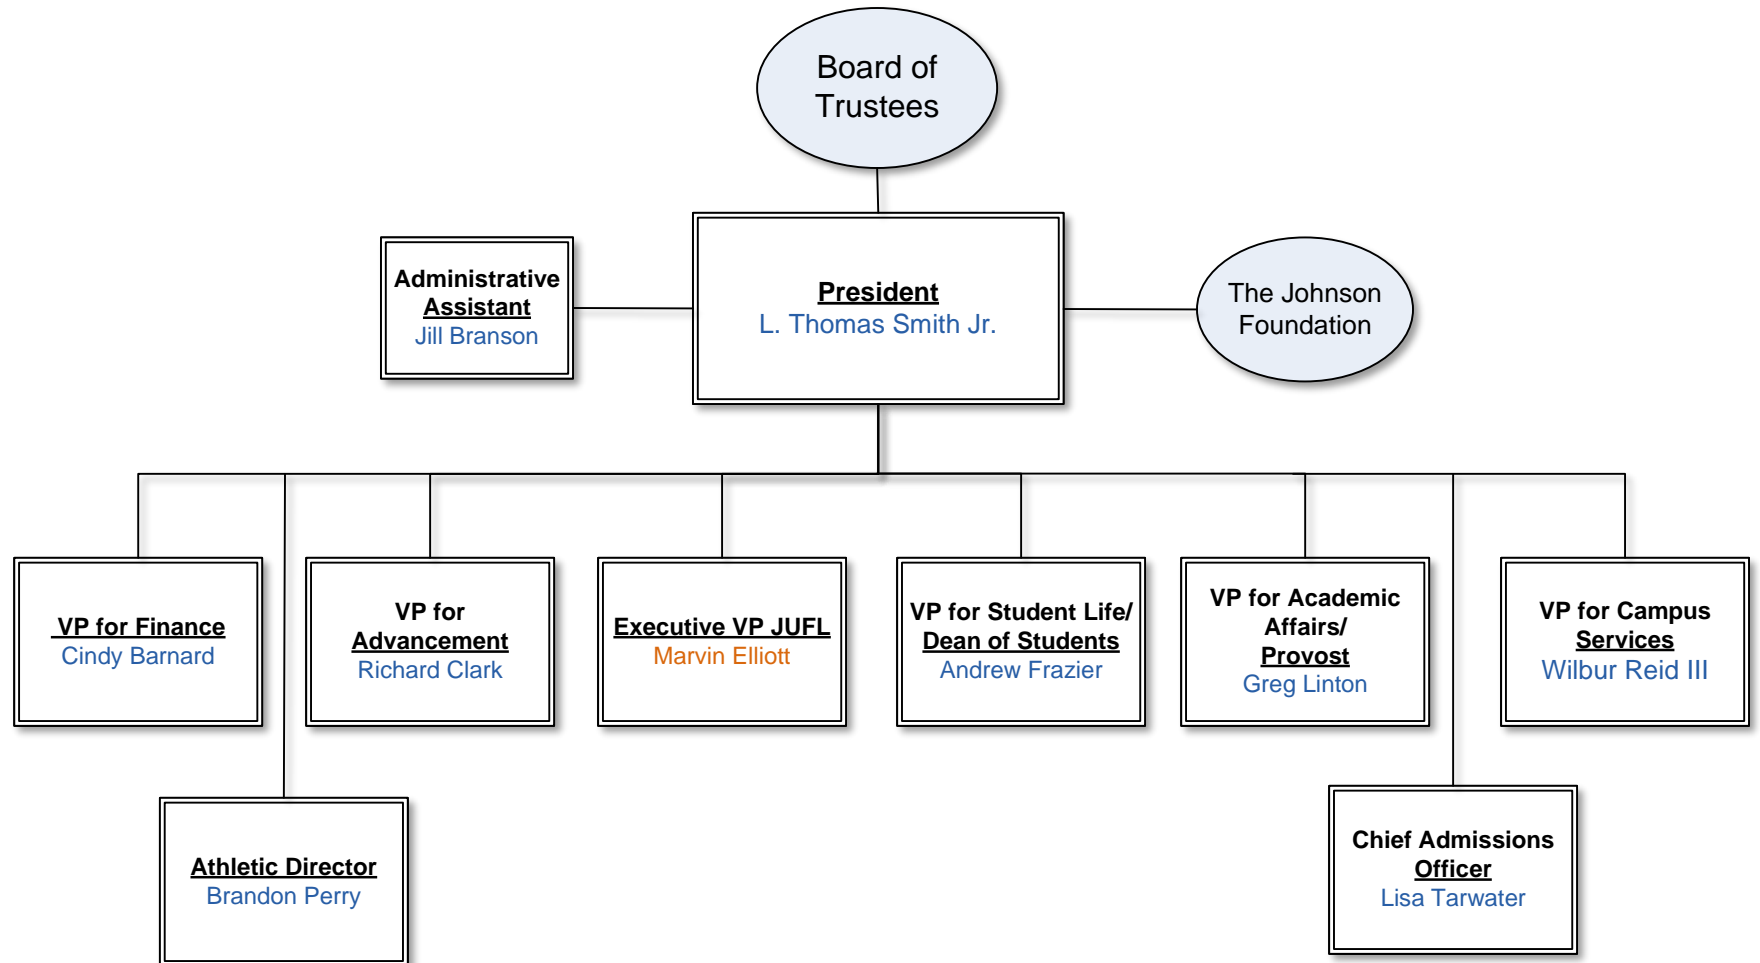 Board of
Trustees
Administrative
Assistant
Jill Branson
President
L. Thomas Smith Jr.
The Johnson
Foundation
VP for Finance
Cindy Barnard
VP for
Advancement
Richard Clark
Executive VP JUFL
Marvin Elliott
VP for Student Life/
Dean of Students
Andrew Frazier
VP for Academic
Affairs/
Provost
Greg Linton
VP for Campus
Services
Wilbur Reid III
Athletic Director
Brandon Perry
Chief Admissions
Officer
Lisa Tarwater